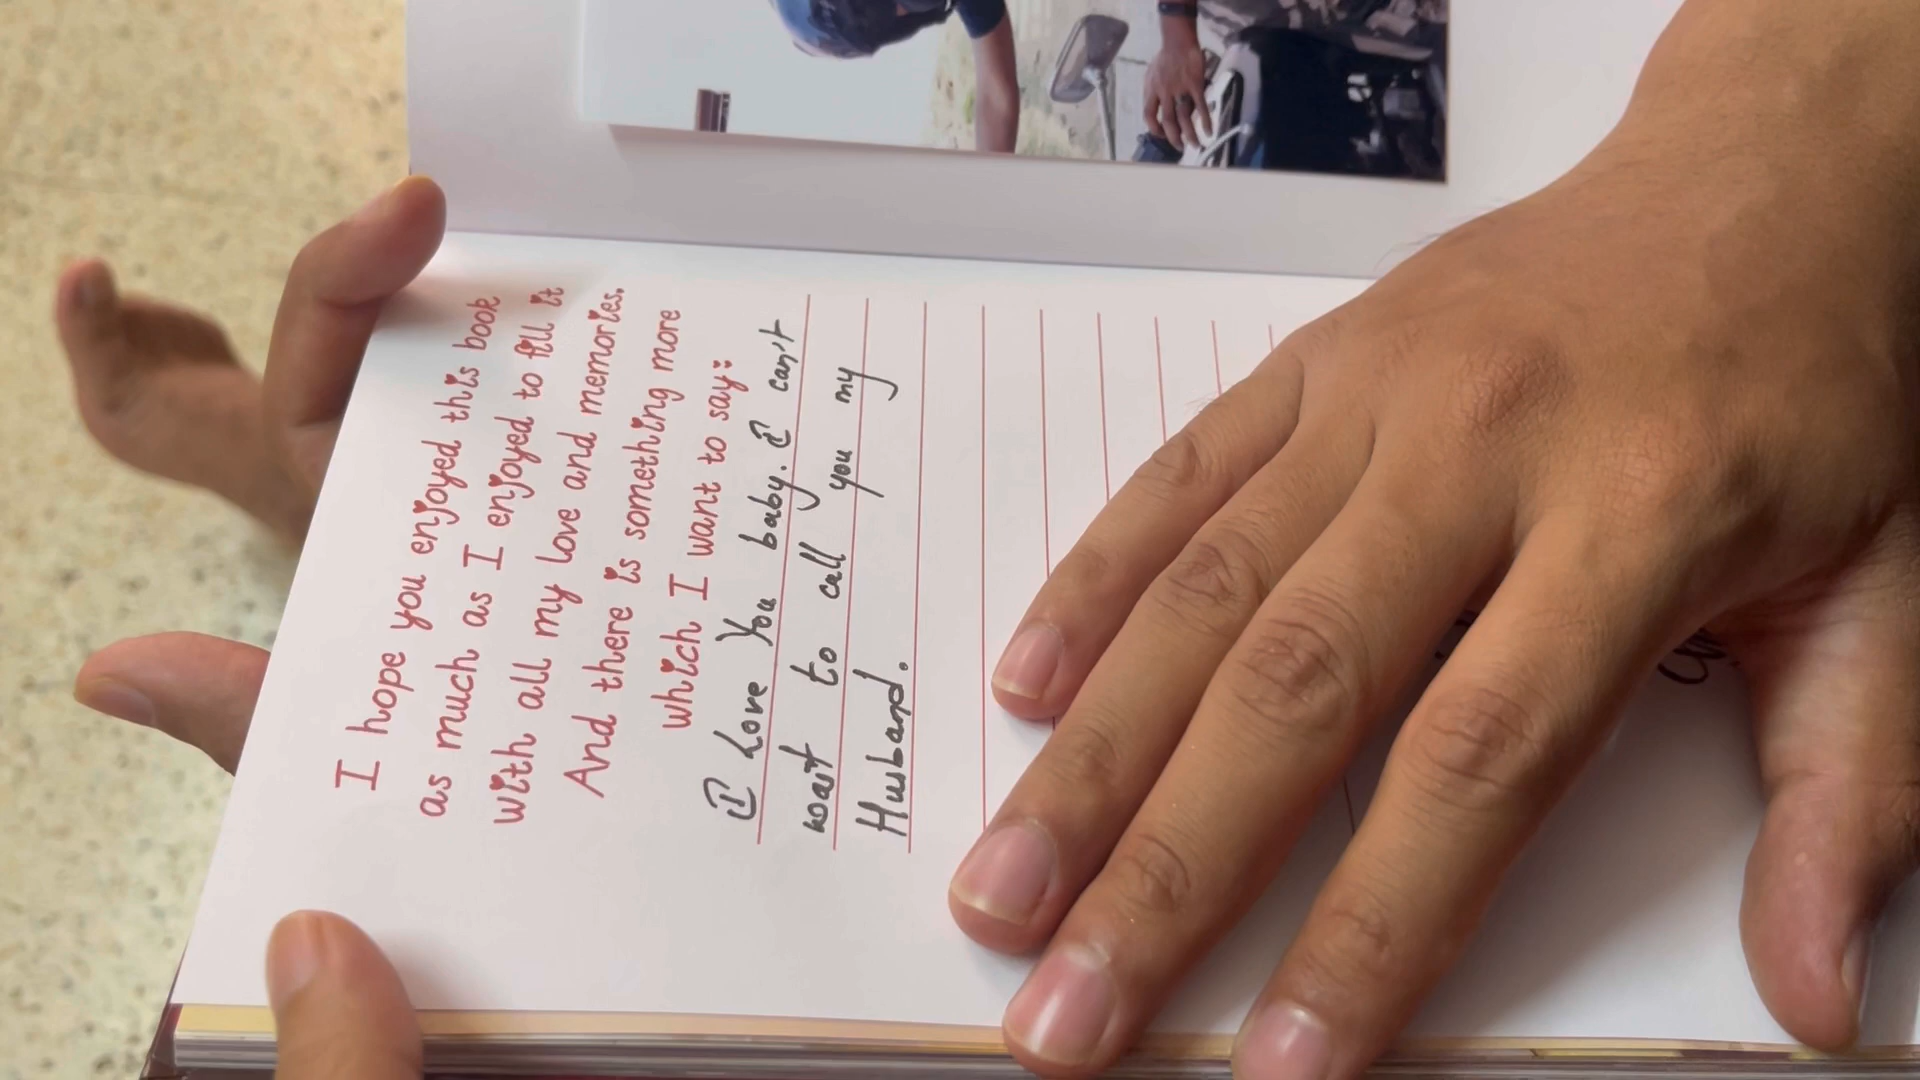 I hope you enjoyed this book
as much as I enjoyed to fill it
with all my love and memories.
And there is something more
which I want to say:
I Love You baby. I can't
wait to call you my
Husband.